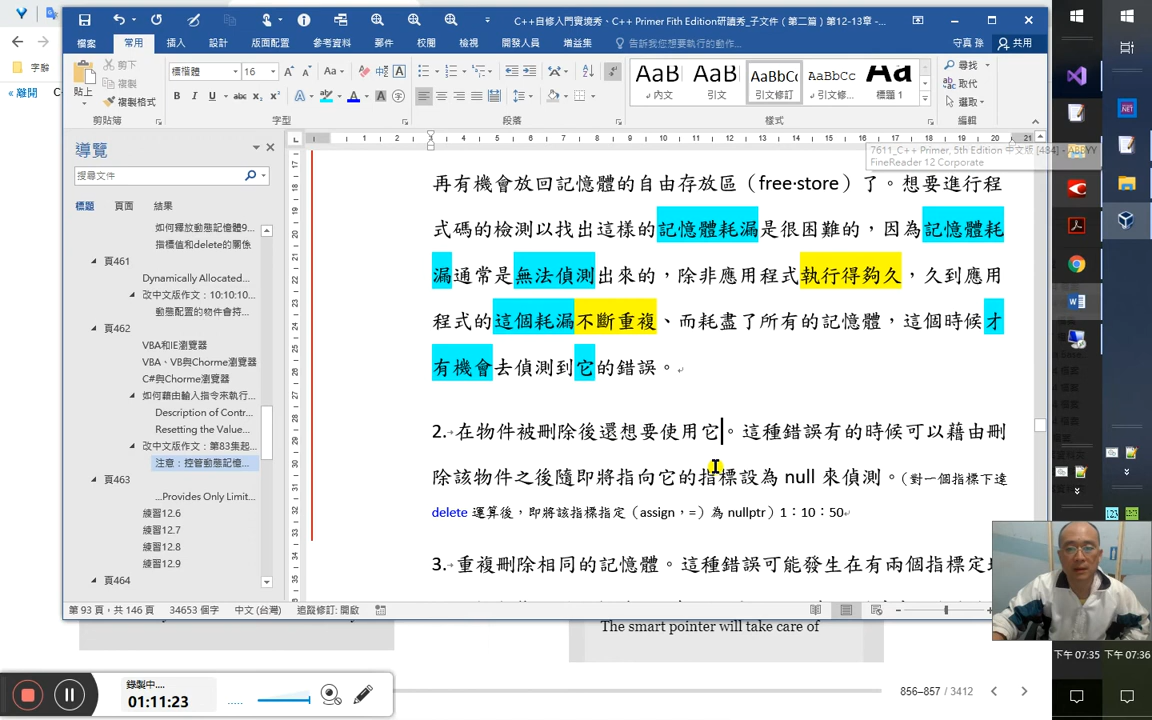 C++自修入門實境秀、C++ Primer Fith Edition研讀秀_子文件（第二篇）12-13章 - ...
檔案 常用 插入 設計 版面配置 參考資料 郵件 校閱 檢視 開發人員 增益集 告訴我您想要執行的動作... 守真 孫 共用
貼上 剪下 複製 複製格式
標楷體 16
AaBb AaBb AaBbCc AaBbCc AaBb
內文 引文 引文修訂 引文修... 標題 1
尋找 取代 選取
剪貼簿 字型 段落 樣式 編輯
字齡
« 離開
導覽
搜尋文件
標題 頁面 結果
如何釋放動態記憶體9...
指標值和delete的關係
頁461
Dynamically Allocated...
改中文版作文：10:10:10...
動態配置的物件會持...
頁462
VBA和IE瀏覽器
VBA、VB與Chorme瀏覽器
C#與Chorme瀏覽器
如何藉由輸入指令來執行...
Description of Contr...
Resetting the Value...
改中文版作文：第83集起...
注意：控管動態記憶...
頁463
...Provides Only Limit...
練習12.6
練習12.7
練習12.8
練習12.9
頁464
7611_C++ Primer, 5th Edition 中文版 [484] - ABBYY
FineReader 12 Corporate
再有機會放回記憶體的自由存放區（free·store）了。想要進行程
式碼的檢測以找出這樣的記憶體耗漏是很困難的，因為記憶體耗
漏通常是無法偵測出來的，除非應用程式執行得夠久，久到應用
程式的這個耗漏不斷重複、而耗盡了所有的記憶體，這個時候才
有機會去偵測到它的錯誤。
2. 在物件被刪除後還想要使用它。這種錯誤有的時候可以藉由刪
除該物件之後隨即將指向它的指標設為 null 來偵測。（對一個指標下達
delete 運算後，即將該指標指定（assign，=）為 nullptr）1：10：50
3. 重複刪除相同的記憶體。這種錯誤可能發生在有兩個指標定址
第 93 頁，共 146 頁 34653 個字 中文 (台灣) 追蹤修訂: 開啟
The smart pointer will take care of
錄製中....
01:11:23
856–857 / 3412
下午 07:35 下午 07:36